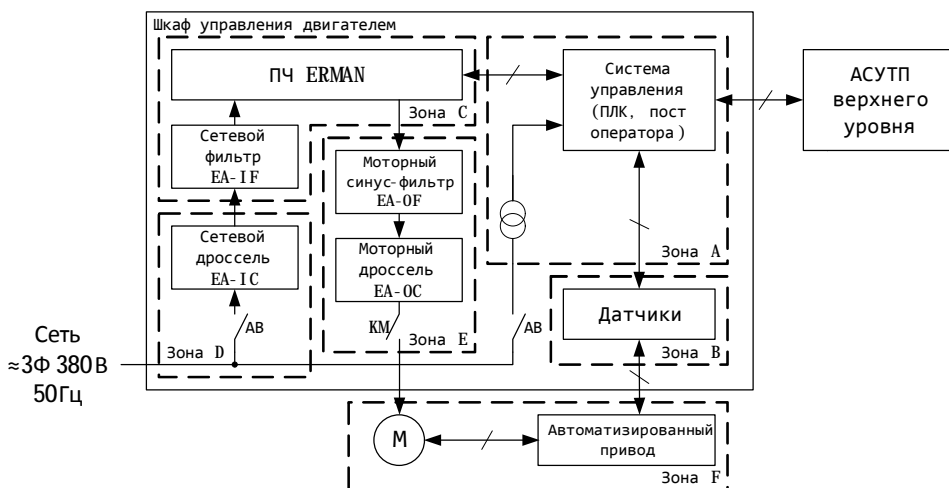 Шкаф управления двигателем
ПЧ ERMAN
Зона C
Сетевой
фильтр
EA-IF
Моторный
синус-фильтр
EA-OF
Система
управления
(ПЛК, пост
оператора)
АСУТП
верхнего
уровня
Зона A
Сетевой
дроссель
EA-IC
Моторный
дроссель
EA-OC
Датчики
АВ
КМ
АВ
Зона D
Зона E
Зона B
Сеть
≈3Ф 380В
50Гц
М
Автоматизированный
привод
Зона F